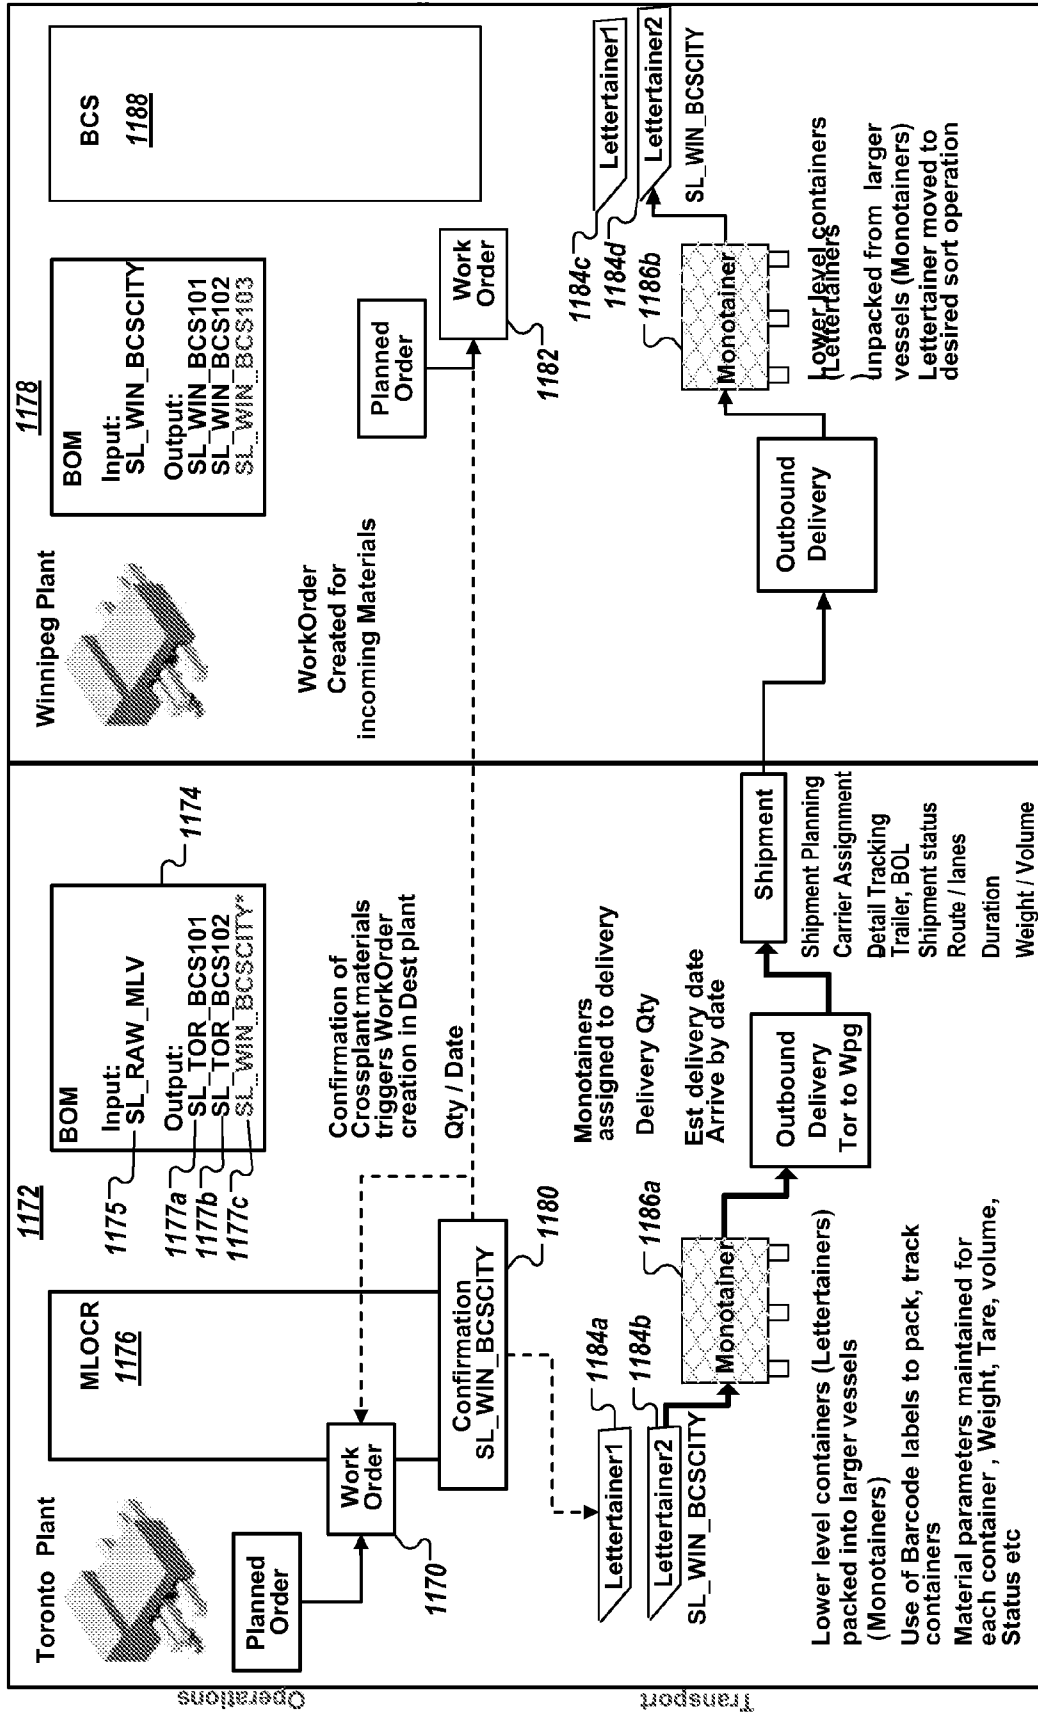 Operations
Transport
Toronto Plant
1172
Planned
Order
Work
Order
1170
MLOCR
1176
BOM
Input:
SL_RAW_MLV
Output:
SL_TOR_BCS101
SL_TOR_BCS102
SL_WIN_BCSCITY*
1174
1175
1177a
1177b
1177c
Confirmation
SL_WIN_BCSCITY
1180
Confirmation of
Crossplant materials
triggers WorkOrder
creation in Dest plant
Qty / Date
Lettertainer1
1184a
Lettertainer2
1184b
SL_WIN_BCSCITY
Monotainer
1186a
Monotainers
assigned to delivery
Delivery Qty
Est delivery date
Arrive by date
Outbound
Delivery
Tor to Wpg
Shipment
Shipment Planning
Carrier Assignment
Detail Tracking
Trailer, BOL
Shipment status
Route / lanes
Duration
Weight / Volume
Lower level containers (Lettertainers)
packed into larger vessels
(Monotainers)
Use of Barcode labels to pack, track
containers
Material parameters maintained for
each container , Weight, Tare, volume,
Status etc
Winnipeg Plant
1178
BOM
Input:
SL_WIN_BCSCITY
Output:
SL_WIN_BCS101
SL_WIN_BCS102
SL_WIN_BCS103
BCS
1188
WorkOrder
Created for
incoming Materials
Planned
Order
Work
Order
1182
Outbound
Delivery
Monotainer
1186b
1184c
Lettertainer1
1184d
Lettertainer2
SL_WIN_BCSCITY
Lower level containers
(Lettertainers
)unpacked from larger
vessels (Monotainers)
Lettertainer moved to
desired sort operation